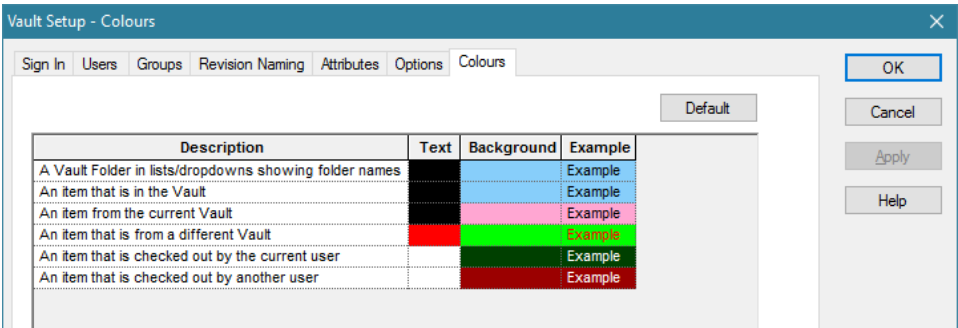 Vault Setup - Colours
Sign In Users Groups Revision Naming Attributes Options Colours
OK
Default
Cancel
Description Text Background Example
Apply
A Vault Folder in lists/dropdowns showing folder names Example
An item that is in the Vault Example
Help
An item from the current Vault Example
An item that is from a different Vault Example
An item that is checked out by the current user Example
An item that is checked out by another user Example